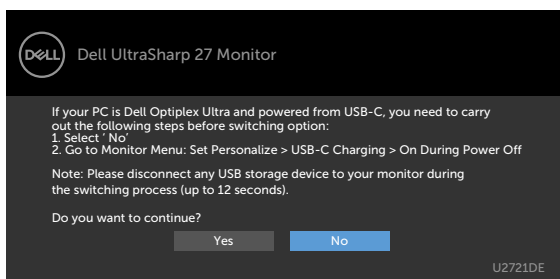 DELL
Dell UltraSharp 27 Monitor
If your PC is Dell Optiplex Ultra and powered from USB-C, you need to carry
out the following steps before switching option:
1. Select ‘ No’
2. Go to Monitor Menu: Set Personalize > USB-C Charging > On During Power Off
Note: Please disconnect any USB storage device to your monitor during
the switching process (up to 12 seconds).
Do you want to continue?
Yes No
U2721DE